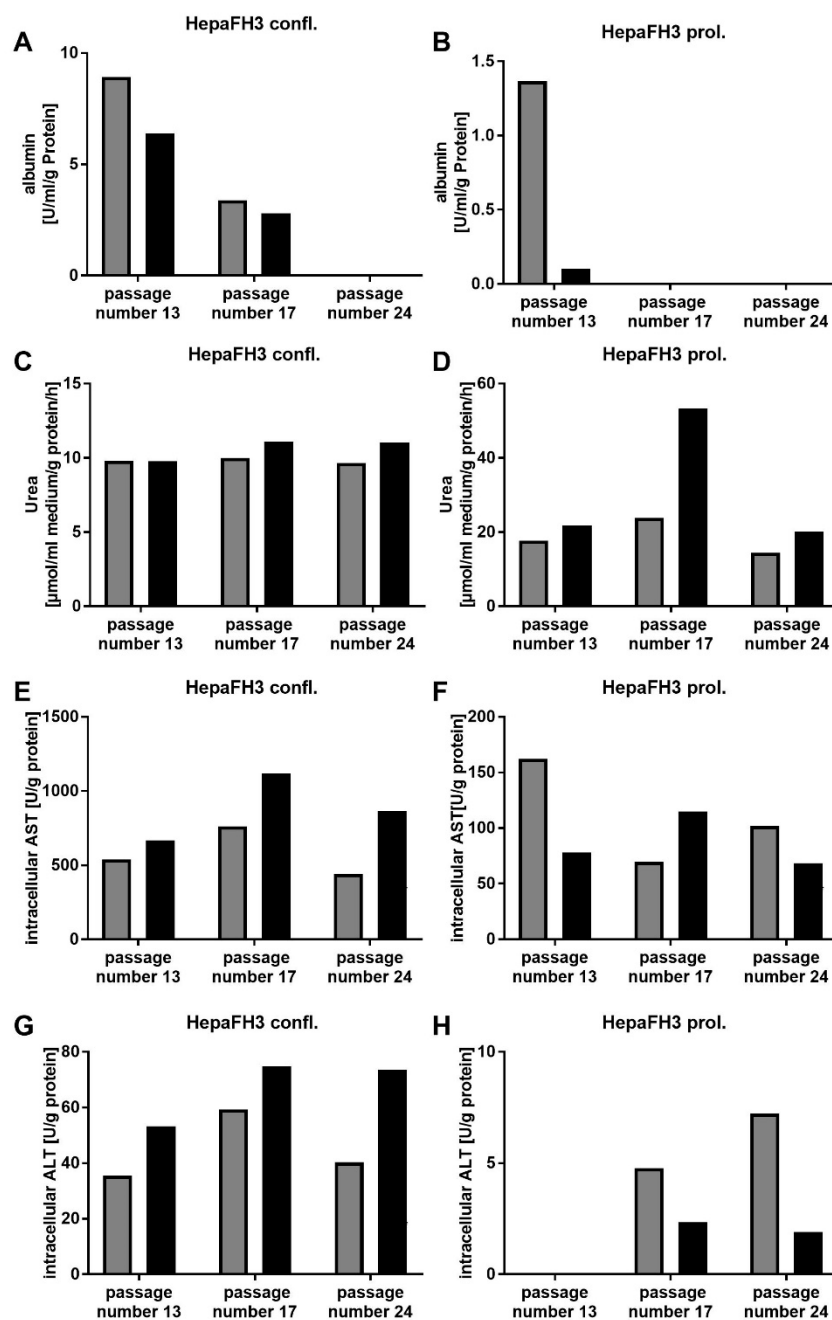 A
HepaFH3 confl.
albumin
[U/ml/g Protein]
10
5
0
passage
number 13
passage
number 17
passage
number 24
B
HepaFH3 prol.
albumin
[U/ml/g Protein]
1.5
1.0
0.5
0.0
passage
number 13
passage
number 17
passage
number 24
C
HepaFH3 confl.
Urea
[µmol/ml medium/g protein/h]
15
10
5
0
passage
number 13
passage
number 17
passage
number 24
D
HepaFH3 prol.
Urea
[µmol/ml medium/g protein/h]
60
40
20
0
passage
number 13
passage
number 17
passage
number 24
E
HepaFH3 confl.
intracellular AST [U/g protein]
1500
1000
500
0
passage
number 13
passage
number 17
passage
number 24
F
HepaFH3 prol.
intracellular AST[U/g protein]
200
150
100
50
0
passage
number 13
passage
number 17
passage
number 24
G
HepaFH3 confl.
intracellular ALT [U/g protein]
80
60
40
20
0
passage
number 13
passage
number 17
passage
number 24
H
HepaFH3 prol.
intracellular ALT [U/g protein]
10
5
0
passage
number 13
passage
number 17
passage
number 24